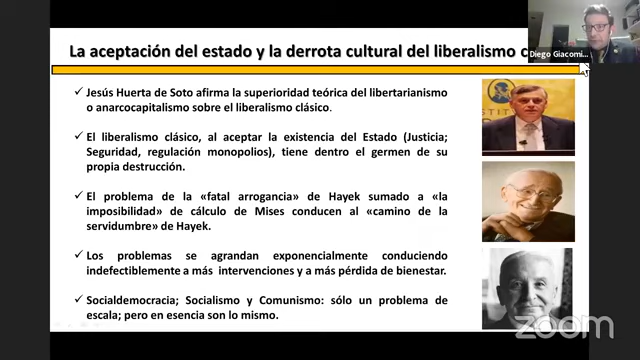 Diego Giacomi...
La aceptación del estado y la derrota cultural del liberalismo c
Jesús Huerta de Soto afirma la superioridad teórica del libertarianismo
o anarcocapitalismo sobre el liberalismo clásico.
El liberalismo clásico, al aceptar la existencia del Estado (Justicia;
Seguridad, regulación monopolios), tiene dentro el germen de su
propia destrucción.
El problema de la «fatal arrogancia» de Hayek sumado a «la
imposibilidad» de cálculo de Mises conducen al «camino de la
servidumbre» de Hayek.
Los problemas se agrandan exponencialmente conduciendo
indefectiblemente a más intervenciones y a más pérdida de bienestar.
Socialdemocracia; Socialismo y Comunismo: sólo un problema de
escala; pero en esencia son lo mismo.
zoom